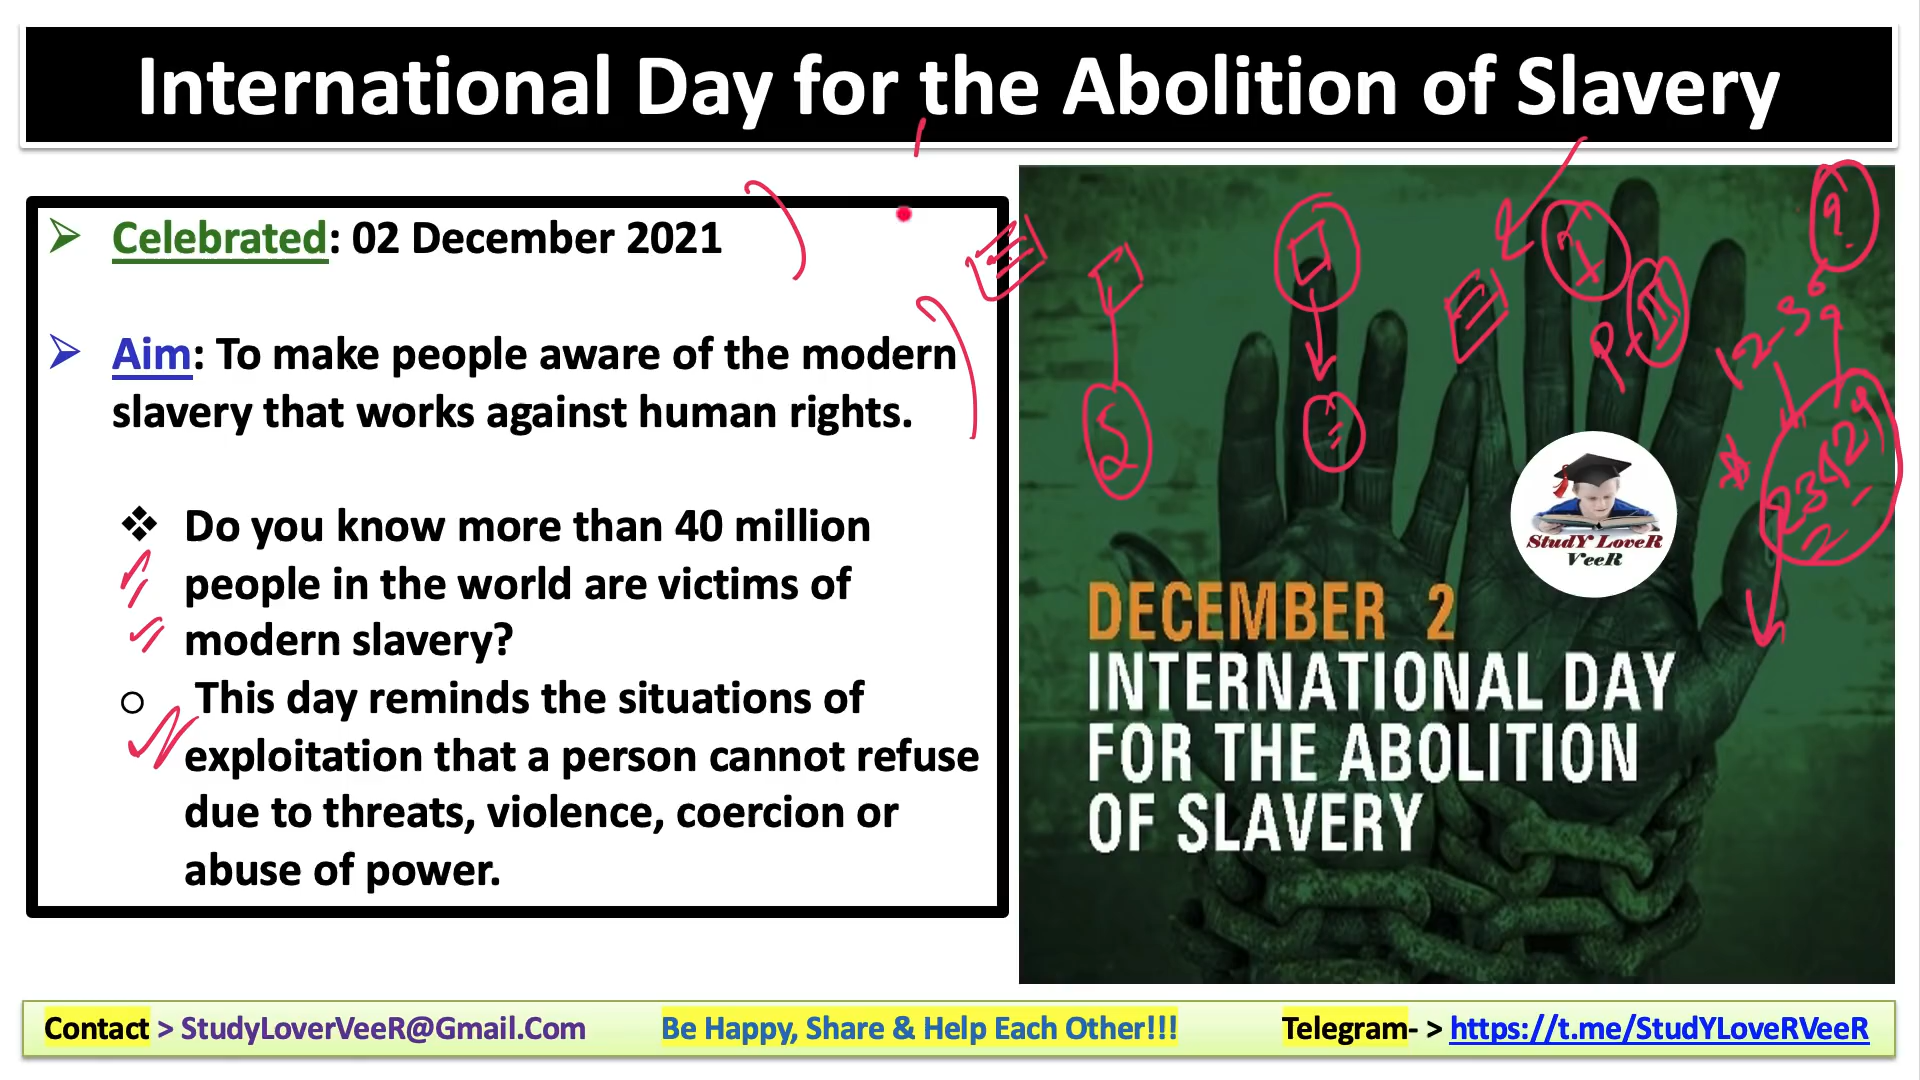 International Day for the Abolition of Slavery
Celebrated: 02 December 2021
Aim: To make people aware of the modern
slavery that works against human rights.
Do you know more than 40 million
people in the world are victims of
modern slavery?
This day reminds the situations of
exploitation that a person cannot refuse
due to threats, violence, coercion or
abuse of power.
StudY LoveR
VeeR
DECEMBER 2
INTERNATIONAL DAY
FOR THE ABOLITION
OF SLAVERY
Contact > StudyLoverVeeR@Gmail.Com
Be Happy, Share & Help Each Other!!!
Telegram- > https://t.me/StudYLoveRVeeR